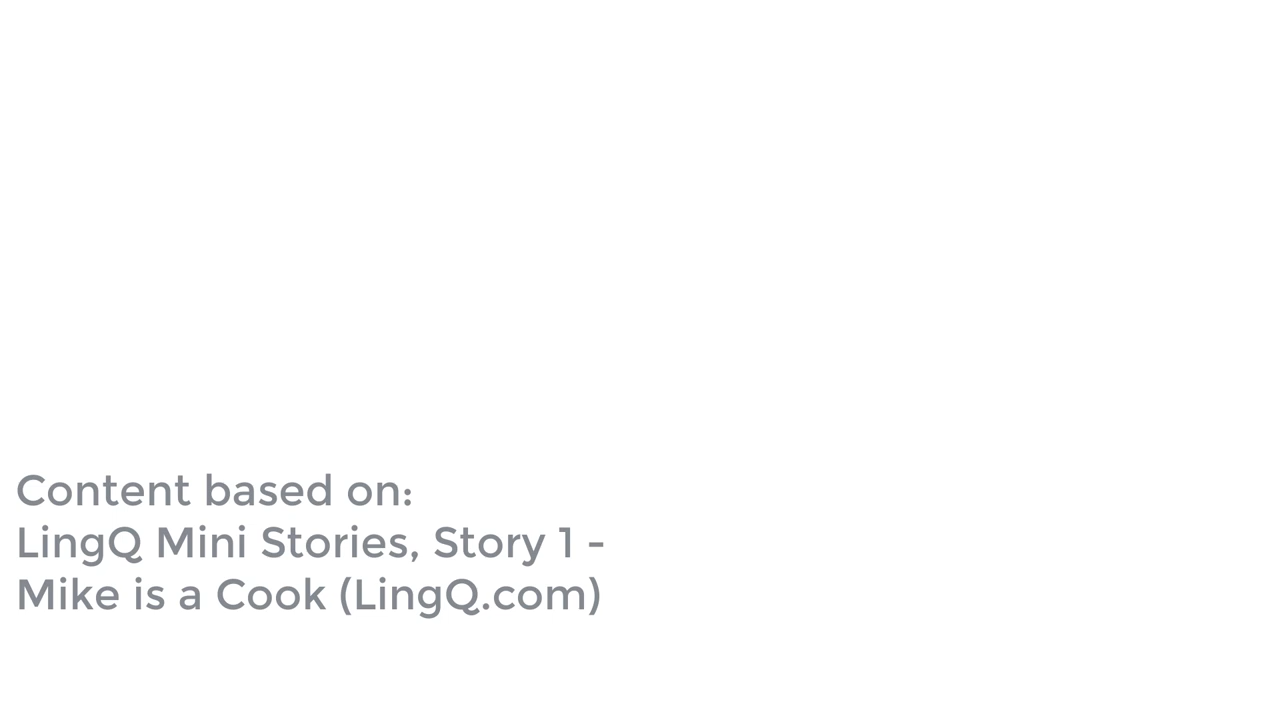 Content based on:
LingQ Mini Stories, Story 1 -
Mike is a Cook (LingQ.com)